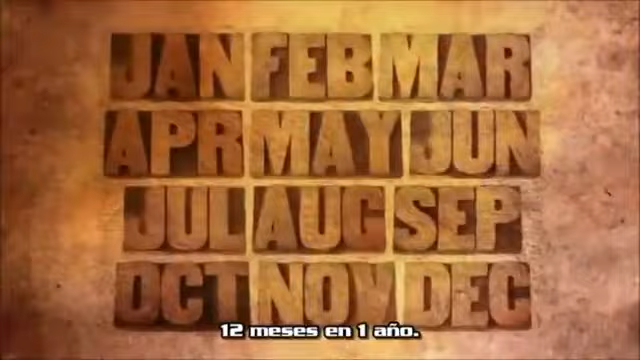 JAN FEB MAR
APR MAY JUN
JUL AUG SEP
OCT NOV DEC
12 meses en 1 año.